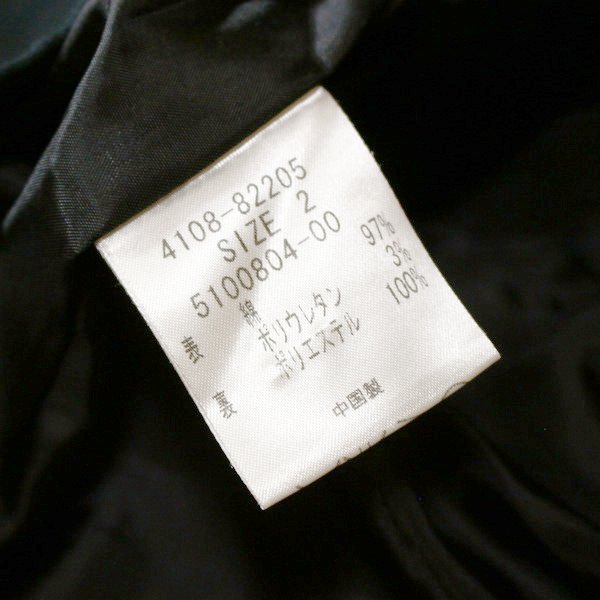 4108-82205
SIZE 2
5100804-00
表 綿 97%
ポリウレタン 3%
裏 ポリエステル 100%
中国製